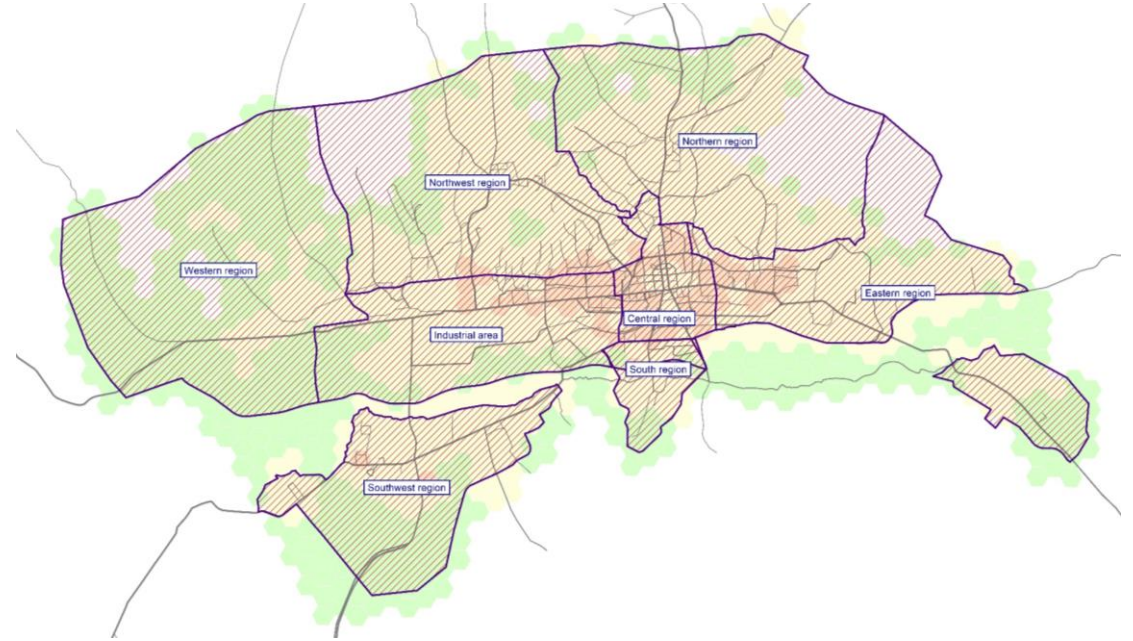 Northern region
Northwest region
Western region
Eastern region
Central region
Industrial area
South region
Southwest region